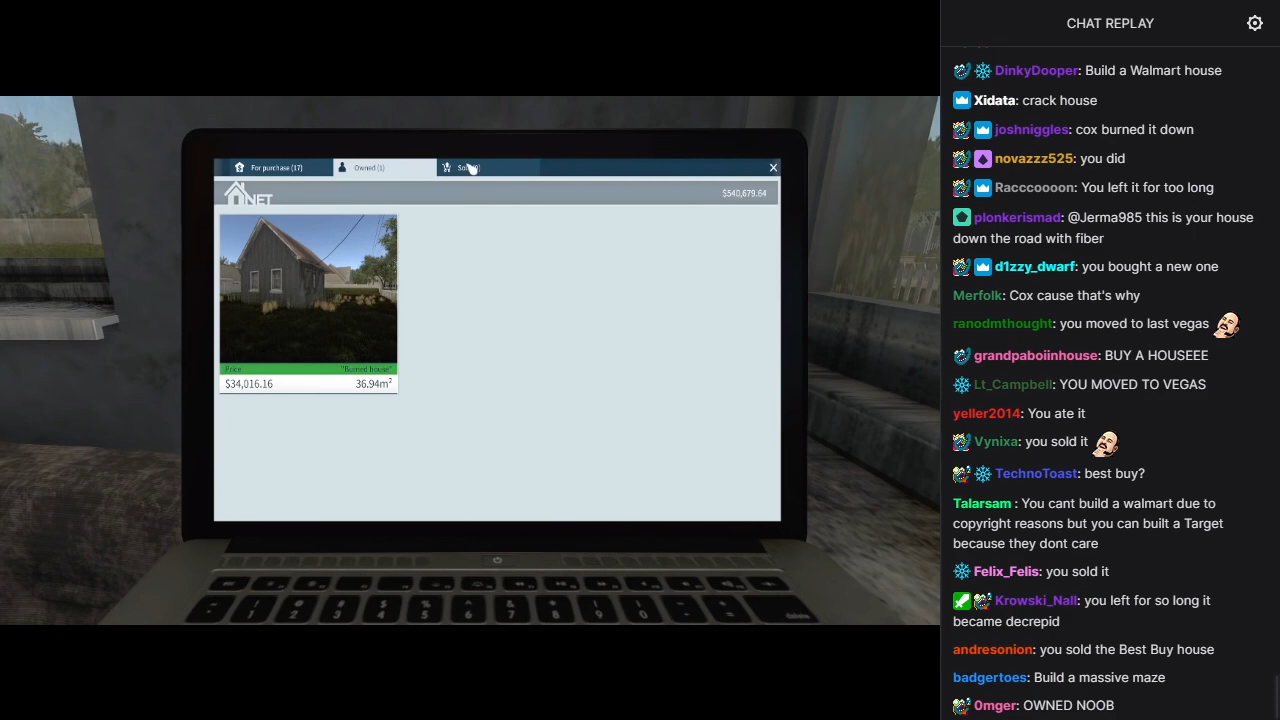 For purchase (17)
Owned (1)
NET
$540,679.64
Price
"Burned house"
$34,016.16
36.94m²
CHAT REPLAY
DinkyDooper: Build a Walmart house
Xidata: crack house
joshniggles: cox burned it down
novazzz525: you did
Racccoooon: You left it for too long
plonkerismad: @Jerma985 this is your house
down the road with fiber
d1zzy_dwarf: you bought a new one
Merfolk: Cox cause that's why
ranodmthought: you moved to last vegas
grandpaboiinhouse: BUY A HOUSEEE
Lt_Campbell: YOU MOVED TO VEGAS
yeller2014: You ate it
Vynixa: you sold it
TechnoToast: best buy?
Talarsam : You cant build a walmart due to
copyright reasons but you can built a Target
because they dont care
Felix_Felis: you sold it
Krowski_Nall: you left for so long it
became decrepid
andresonion: you sold the Best Buy house
badgertoes: Build a massive maze
0mger: OWNED NOOB